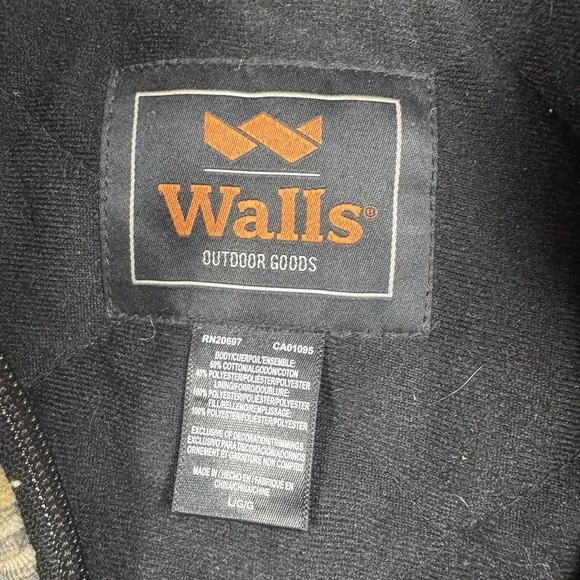 Walls®
OUTDOOR GOODS
RN20697 CA01095
BODY/CUERPO/L'ENSEMBLE:
60% COTTON/ALGODÓN/COTON
40% POLYESTER/POLIÉSTER/POLYESTER
LINING/FORRO/DOUBLURE:
100% POLYESTER/POLIÉSTER/POLYESTER
FILL/RELLENO/REMPLISSAGE:
100% POLYESTER/POLIÉSTER/POLYESTER
EXCLUSIVE OF DECORATION/TRIMMINGS
EXCLUSIVO PARA DECORACIÓN/ADORNOS
ORNEMENT ET GARNITURE NON COMPRIS
MADE IN / HECHO EN / FABRIQUÉ EN
CHINA/CHINA/CHINE
L/G/G